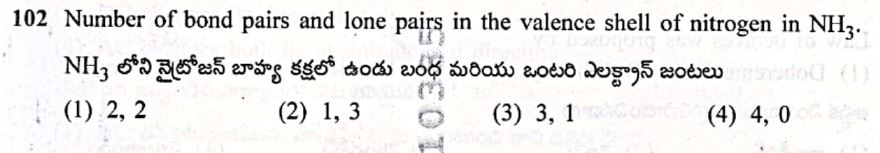 102 Number of bond pairs and lone pairs in the valence shell of nitrogen in NH₃.
NH₃ లోని నైట్రోజన్ బాహ్య కక్షలో ఉండు బంధ మరియు ఒంటరి ఎలక్ట్రాన్ జంటలు
(1) 2, 2 (2) 1, 3 (3) 3, 1 (4) 4, 0